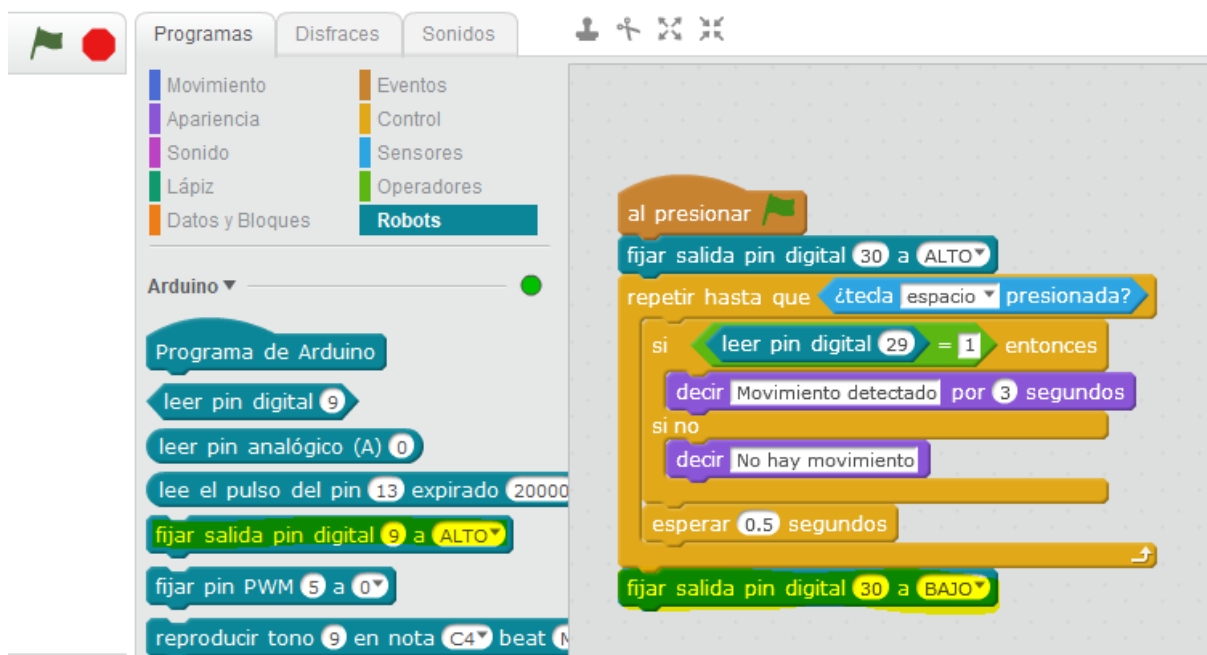 Programas Disfraces Sonidos
Movimiento Eventos
Apariencia Control
Sonido Sensores
Lápiz Operadores
Datos y Bloques Robots
Arduino
Programa de Arduino
leer pin digital 9
leer pin analógico (A) 0
lee el pulso del pin 13 expirado 20000
fijar salida pin digital 9 a ALTO
fijar pin PWM 5 a 0
reproducir tono 9 en nota C4 beat
al presionar
fijar salida pin digital 30 a ALTO
repetir hasta que ¿tecla espacio presionada?
si leer pin digital 29 = 1 entonces
decir Movimiento detectado por 3 segundos
si no
decir No hay movimiento
esperar 0.5 segundos
fijar salida pin digital 30 a BAJO